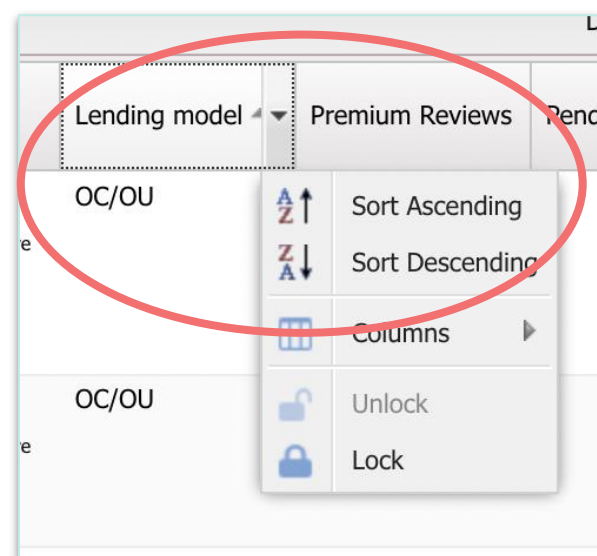 Lending model
Premium Reviews
OC/OU
A
Z
Sort Ascending
Z
A
Sort Descending
Columns
OC/OU
Unlock
Lock